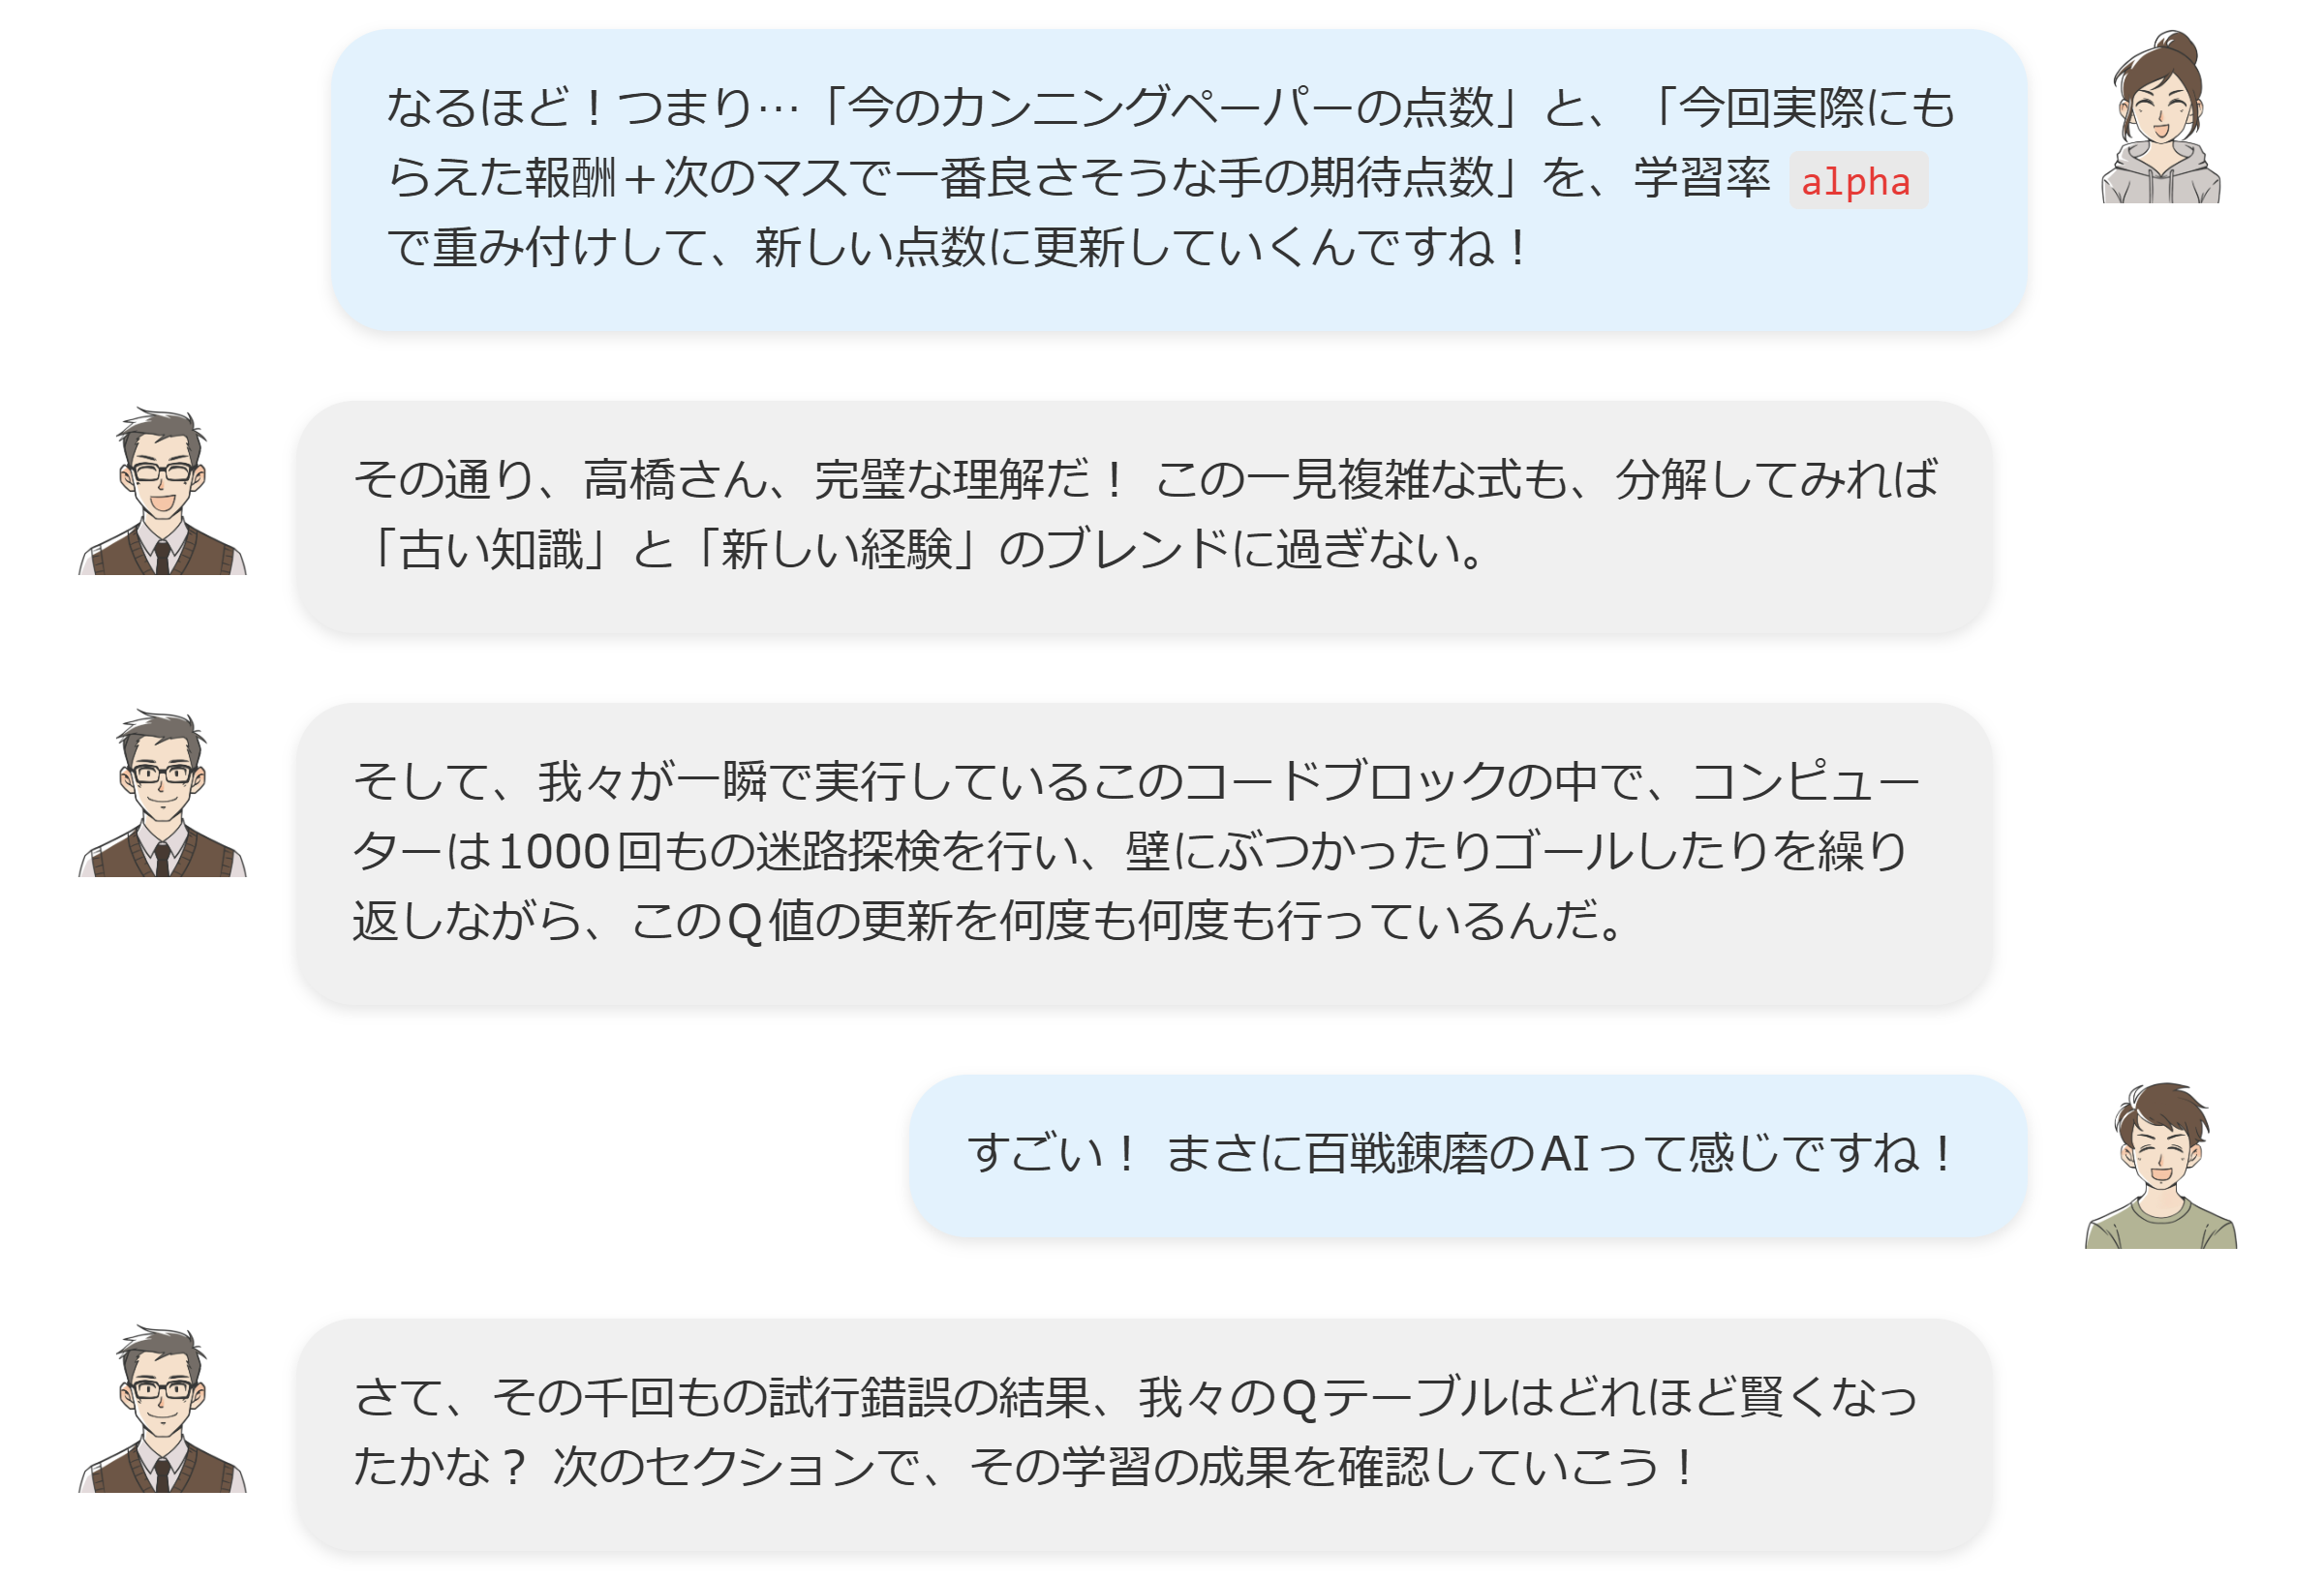 なるほど！つまり…「今のカンニングペーパーの点数」と、「今回実際にも
らえた報酬＋次のマスで一番良さそうな手の期待点数」を、学習率 alpha
で重み付けして、新しい点数に更新していくんですね！
その通り、高橋さん、完璧な理解だ！ この一見複雑な式も、分解してみれば
「古い知識」と「新しい経験」のブレンドに過ぎない。
そして、我々が一瞬で実行しているこのコードブロックの中で、コンピュー
ターは1000回もの迷路探検を行い、壁にぶつかったりゴールしたりを繰り
返しながら、このQ値の更新を何度も何度も行っているんだ。
すごい！ まさに百戦錬磨のAIって感じですね！
さて、その千回もの試行錯誤の結果、我々のQテーブルはどれほど賢くなっ
たかな？ 次のセクションで、その学習の成果を確認していこう！